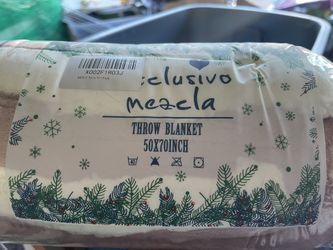 X002F1R03J
clusivo
mezcla
THROW BLANKET
50X70INCH